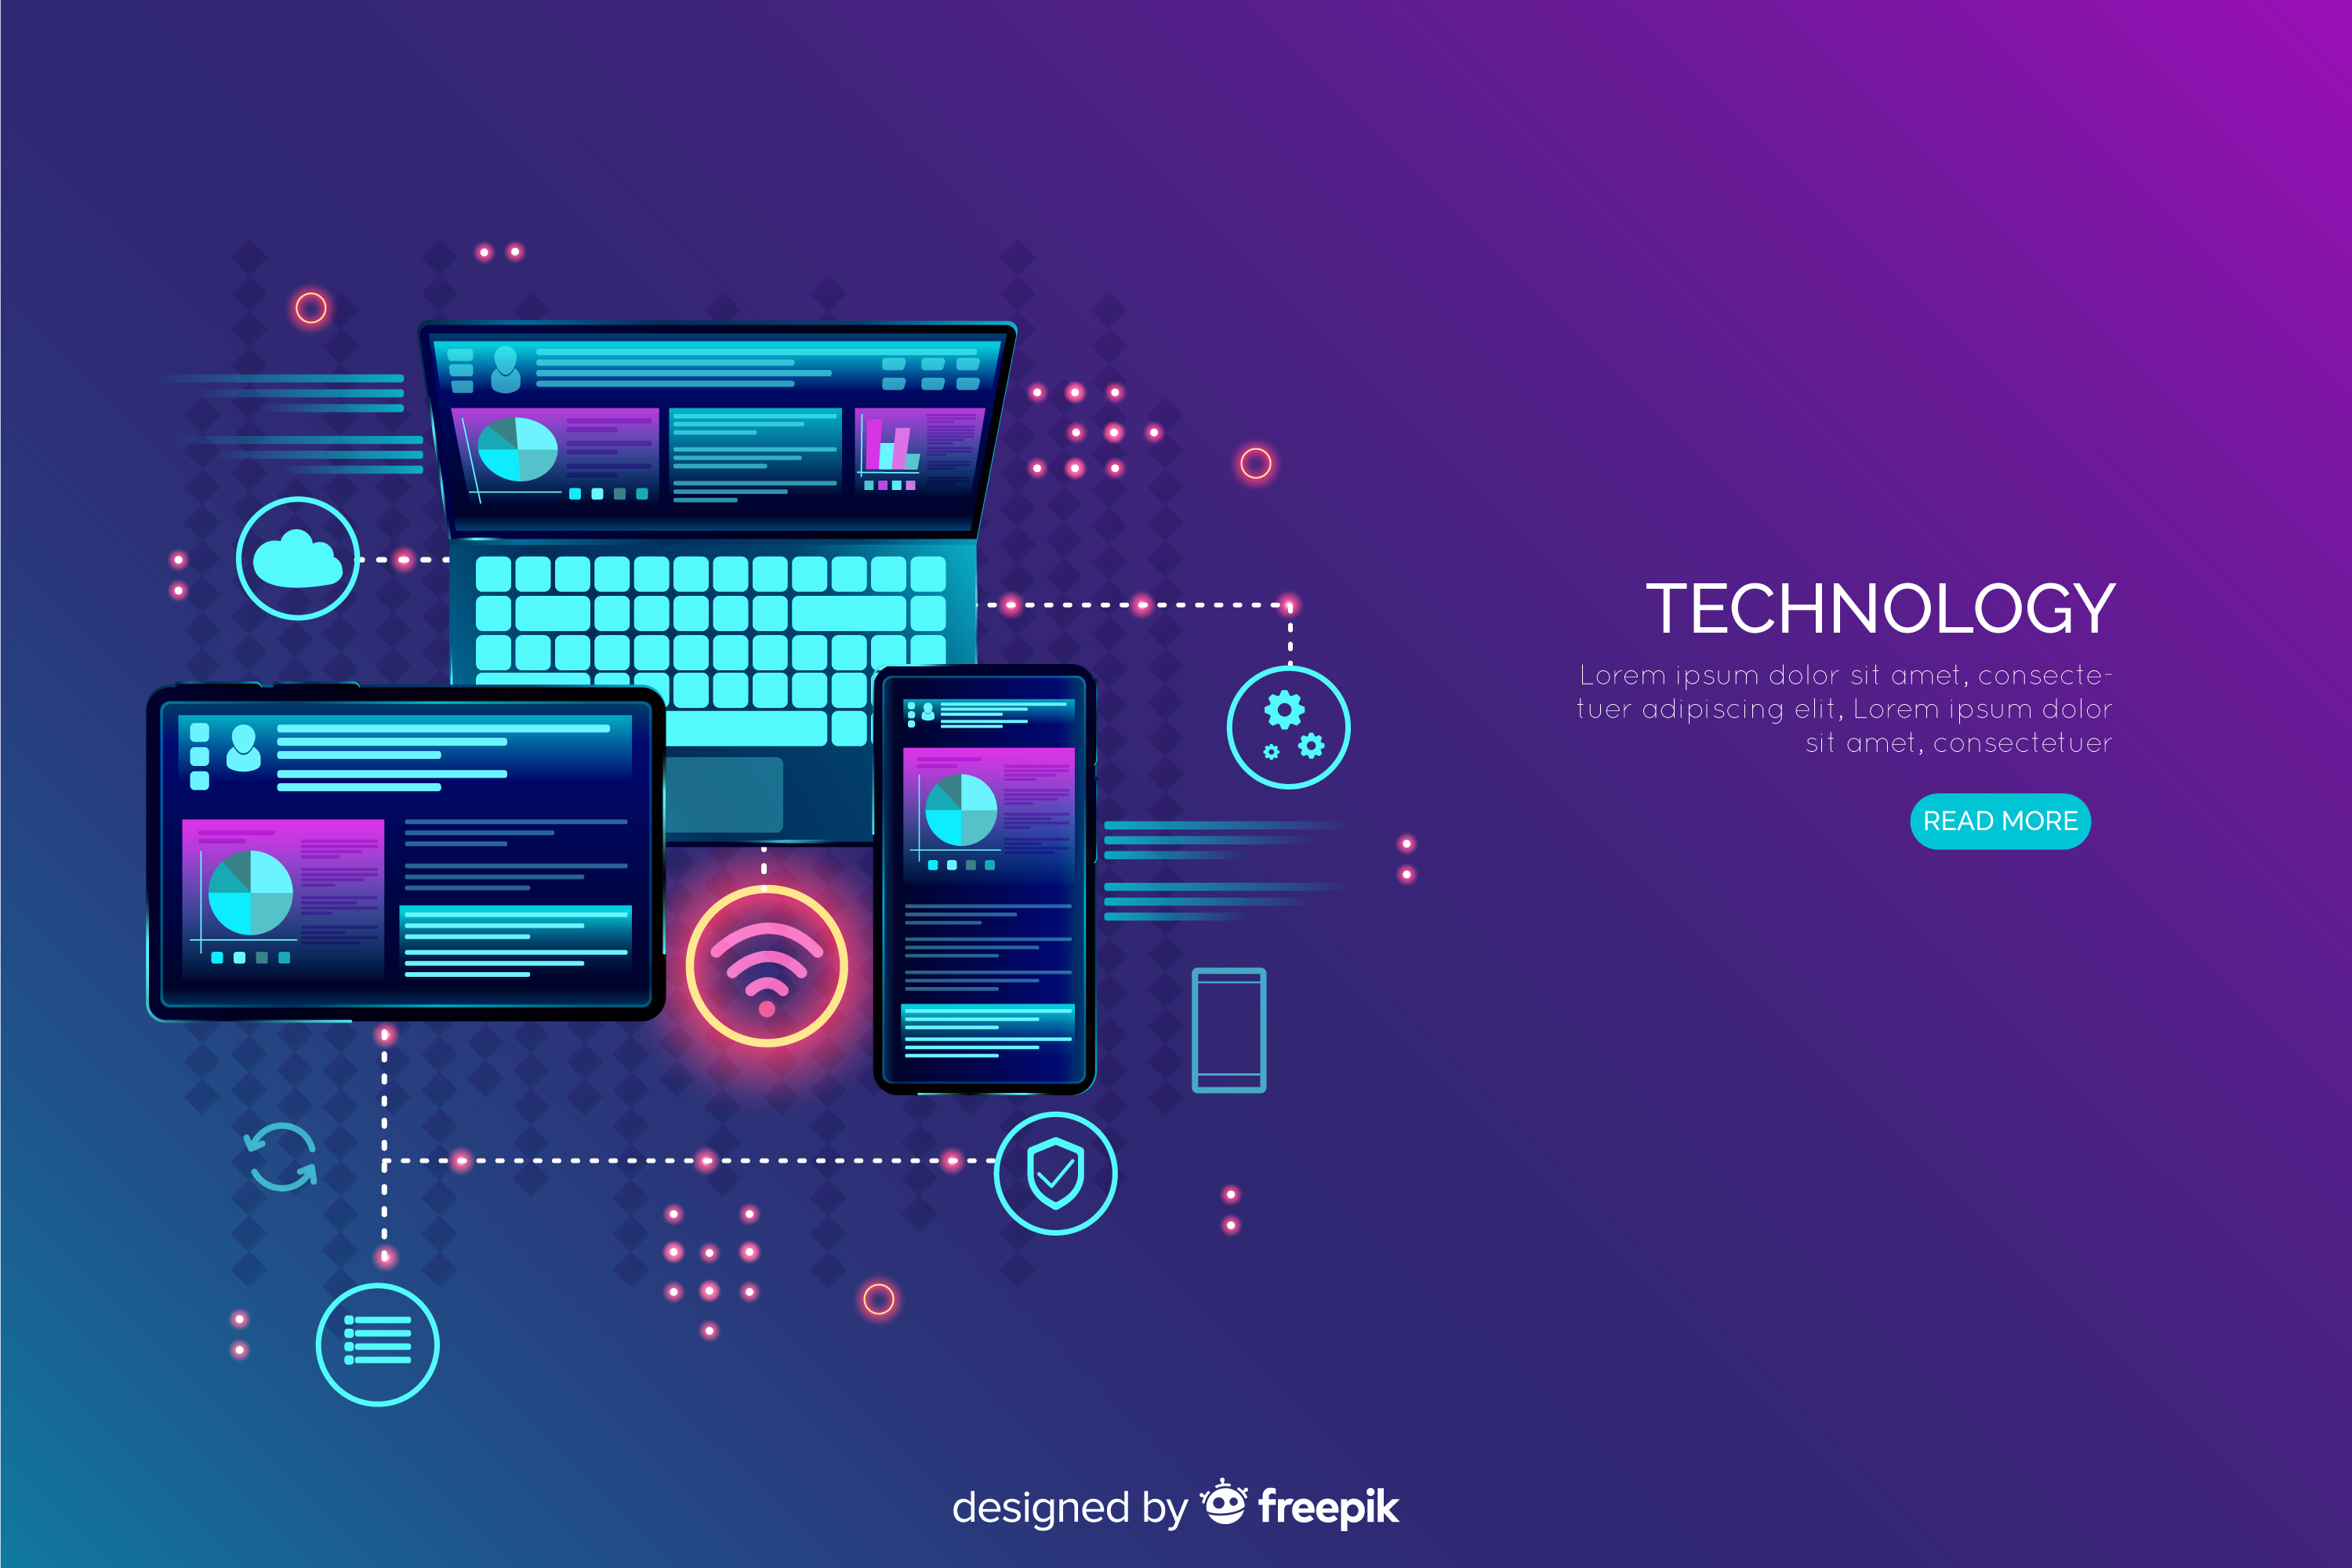 TECHNOLOGY
Lorem ipsum dolor sit amet, consecte-
tuer adipiscing elit, Lorem ipsum dolor
sit amet, consectetuer
READ MORE
designed by freepik